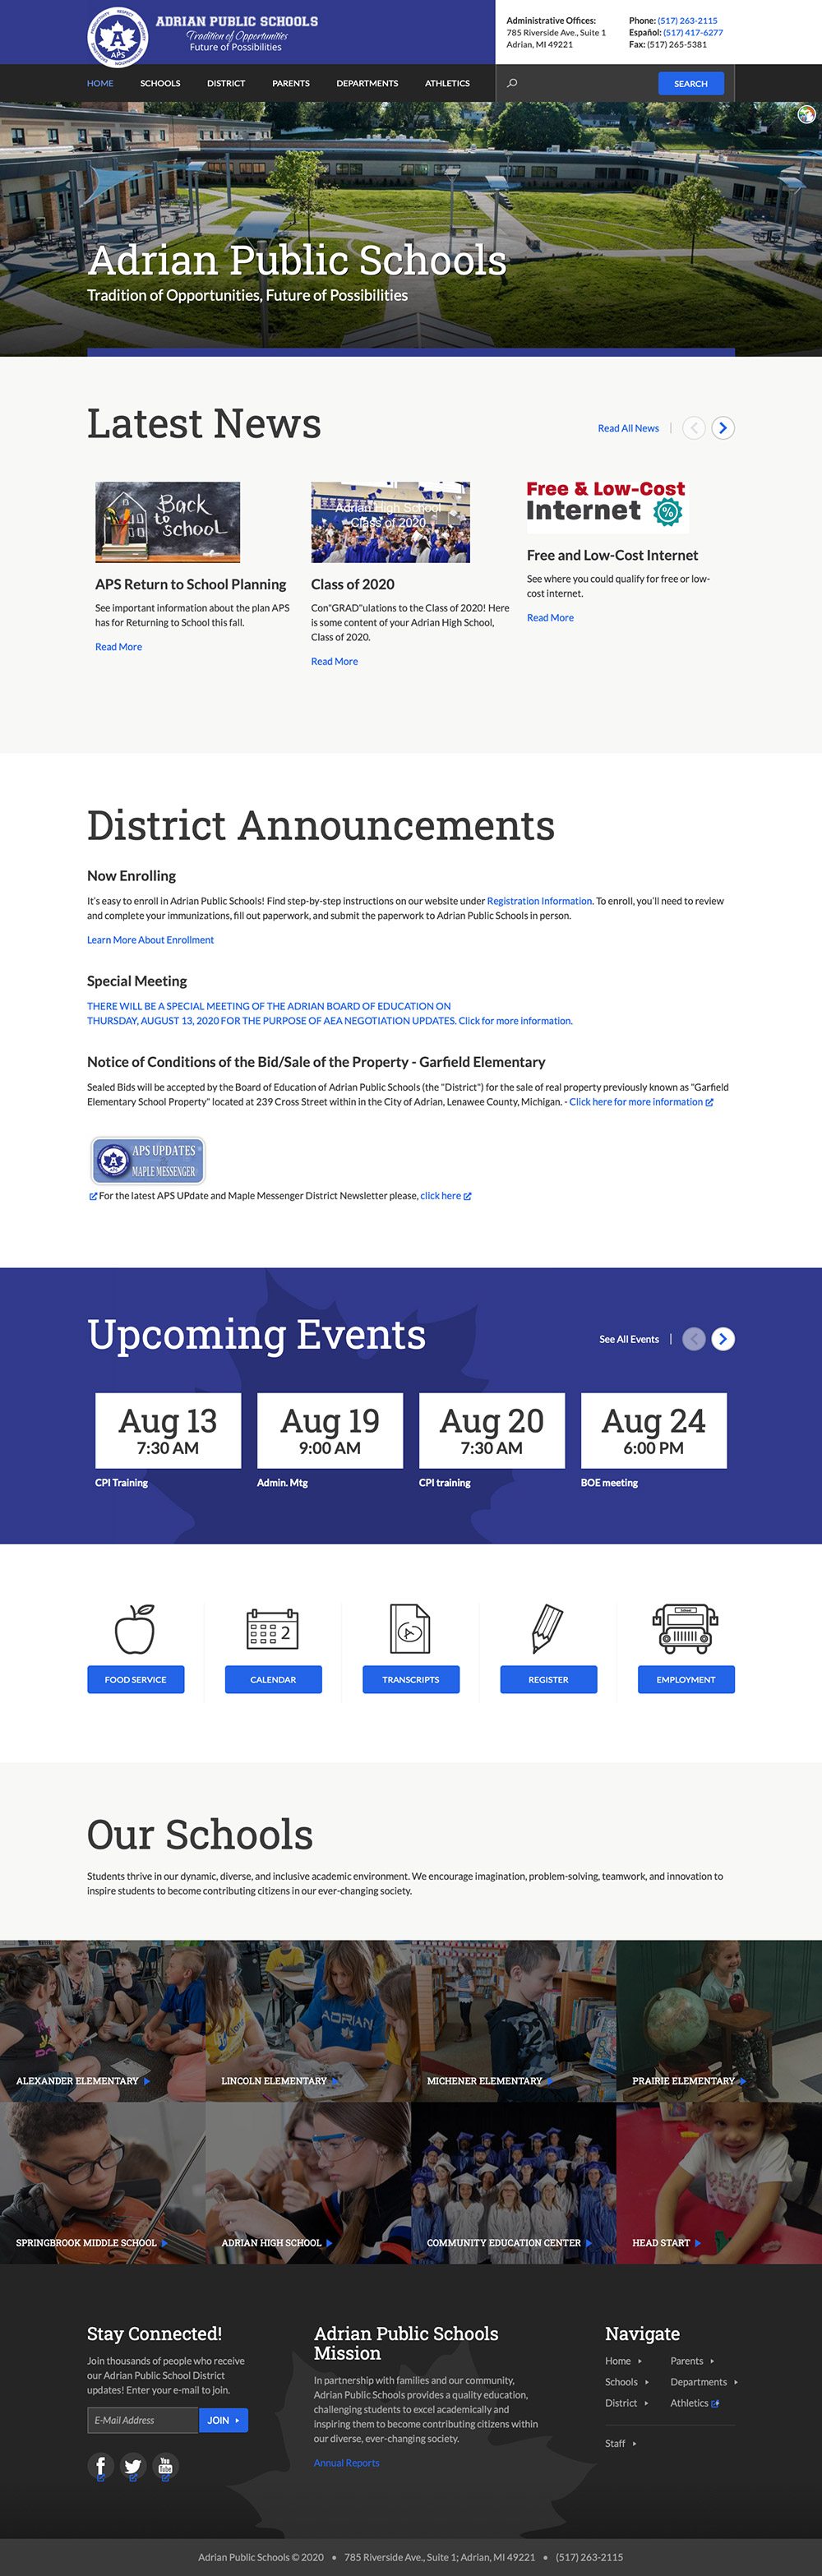 ADRIAN PUBLIC SCHOOLS
Tradition of Opportunities
Future of Possibilities
APS
Administrative Offices:
785 Riverside Ave., Suite 1
Adrian, MI 49221
Phone: (517) 263-2115
Español: (517) 417-6277
Fax: (517) 265-5381
HOME SCHOOLS DISTRICT PARENTS DEPARTMENTS ATHLETICS
SEARCH
Adrian Public Schools
Tradition of Opportunities, Future of Possibilities
Latest News
Read All News |
Back
to
school
APS Return to School Planning
See important information about the plan APS
has for Returning to School this fall.
Read More
Adrian High School
Class of 2020
Class of 2020
Con"GRAD"ulations to the Class of 2020! Here
is some content of your Adrian High School,
Class of 2020.
Read More
Free & Low-Cost
Internet %
Free and Low-Cost Internet
See where you could qualify for free or low-
cost internet.
Read More
District Announcements
Now Enrolling
It's easy to enroll in Adrian Public Schools! Find step-by-step instructions on our website under Registration Information. To enroll, you'll need to review
and complete your immunizations, fill out paperwork, and submit the paperwork to Adrian Public Schools in person.
Learn More About Enrollment
Special Meeting
THERE WILL BE A SPECIAL MEETING OF THE ADRIAN BOARD OF EDUCATION ON
THURSDAY, AUGUST 13, 2020 FOR THE PURPOSE OF AEA NEGOTIATION UPDATES. Click for more information.
Notice of Conditions of the Bid/Sale of the Property - Garfield Elementary
Sealed Bids will be accepted by the Board of Education of Adrian Public Schools (the "District") for the sale of real property previously known as "Garfield
Elementary School Property" located at 239 Cross Street within in the City of Adrian, Lenawee County, Michigan. - Click here for more information
APS UPDATES
MAPLE MESSENGER
For the latest APS UPdate and Maple Messenger District Newsletter please, click here
Upcoming Events
See All Events |
Aug 13
7:30 AM
CPI Training
Aug 19
9:00 AM
Admin. Mtg
Aug 20
7:30 AM
CPI training
Aug 24
6:00 PM
BOE meeting
2
A+
School
FOOD SERVICE
CALENDAR
TRANSCRIPTS
REGISTER
EMPLOYMENT
Our Schools
Students thrive in our dynamic, diverse, and inclusive academic environment. We encourage imagination, problem-solving, teamwork, and innovation to
inspire students to become contributing citizens in our ever-changing society.
ADRIAN
ALEXANDER ELEMENTARY
LINCOLN ELEMENTARY
MICHENER ELEMENTARY
PRAIRIE ELEMENTARY
SPRINGBROOK MIDDLE SCHOOL
ADRIAN HIGH SCHOOL
COMMUNITY EDUCATION CENTER
HEAD START
Stay Connected!
Join thousands of people who receive
our Adrian Public School District
updates! Enter your e-mail to join.
E-Mail Address
JOIN
You
Tube
Adrian Public Schools
Mission
In partnership with families and our community,
Adrian Public Schools provides a quality education,
challenging students to excel academically and
inspiring them to become contributing citizens within
our diverse, ever-changing society.
Annual Reports
Navigate
Home Parents
Schools Departments
District Athletics
Staff
Adrian Public Schools © 2020 • 785 Riverside Ave., Suite 1; Adrian, MI 49221 • (517) 263-2115